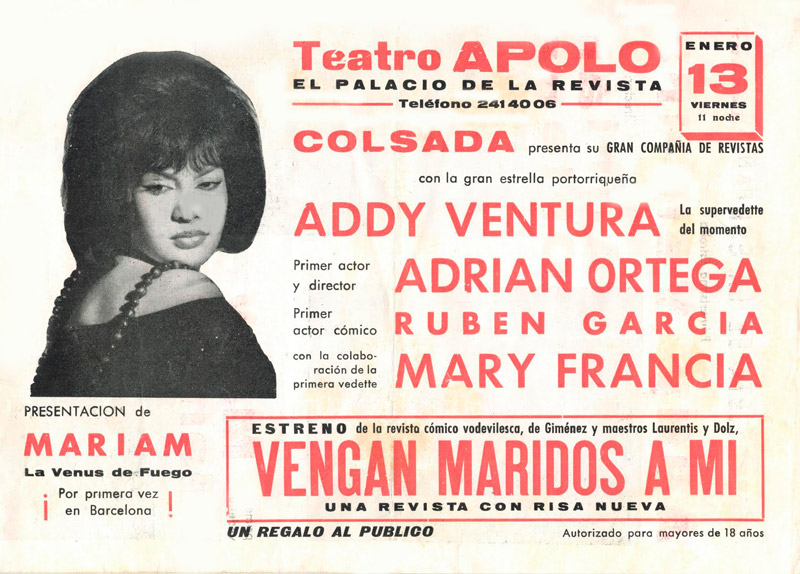 Teatro APOLO
EL PALACIO DE LA REVISTA
Teléfono 241 40 06
ENERO
13
VIERNES
11 noche
COLSADA presenta su GRAN COMPAÑIA DE REVISTAS
con la gran estrella portorriqueña
ADDY VENTURA
La supervedette
del momento
Primer actor
y director
ADRIAN ORTEGA
Primer
actor cómico
RUBEN GARCIA
con la colabo-
ración de la
primera vedette
MARY FRANCIA
PRESENTACION de
MARIAM
La Venus de Fuego
¡ Por primera vez
en Barcelona !
ESTRENO de la revista cómico vodevilesca, de Giménez y maestros Laurentis y Dolz,
VENGAN MARIDOS A MI
UNA REVISTA CON RISA NUEVA
UN REGALO AL PUBLICO
Autorizado para mayores de 18 años